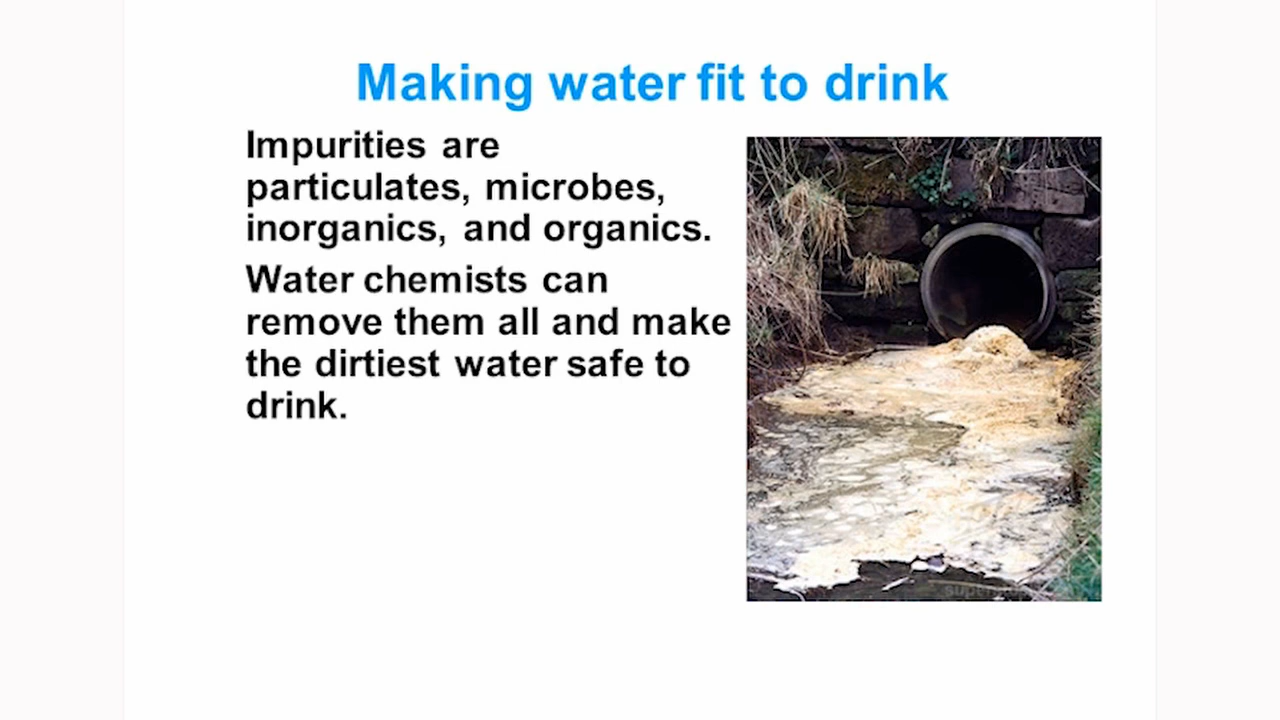 Making water fit to drink
Impurities are
particulates, microbes,
inorganics, and organics.
Water chemists can
remove them all and make
the dirtiest water safe to
drink.